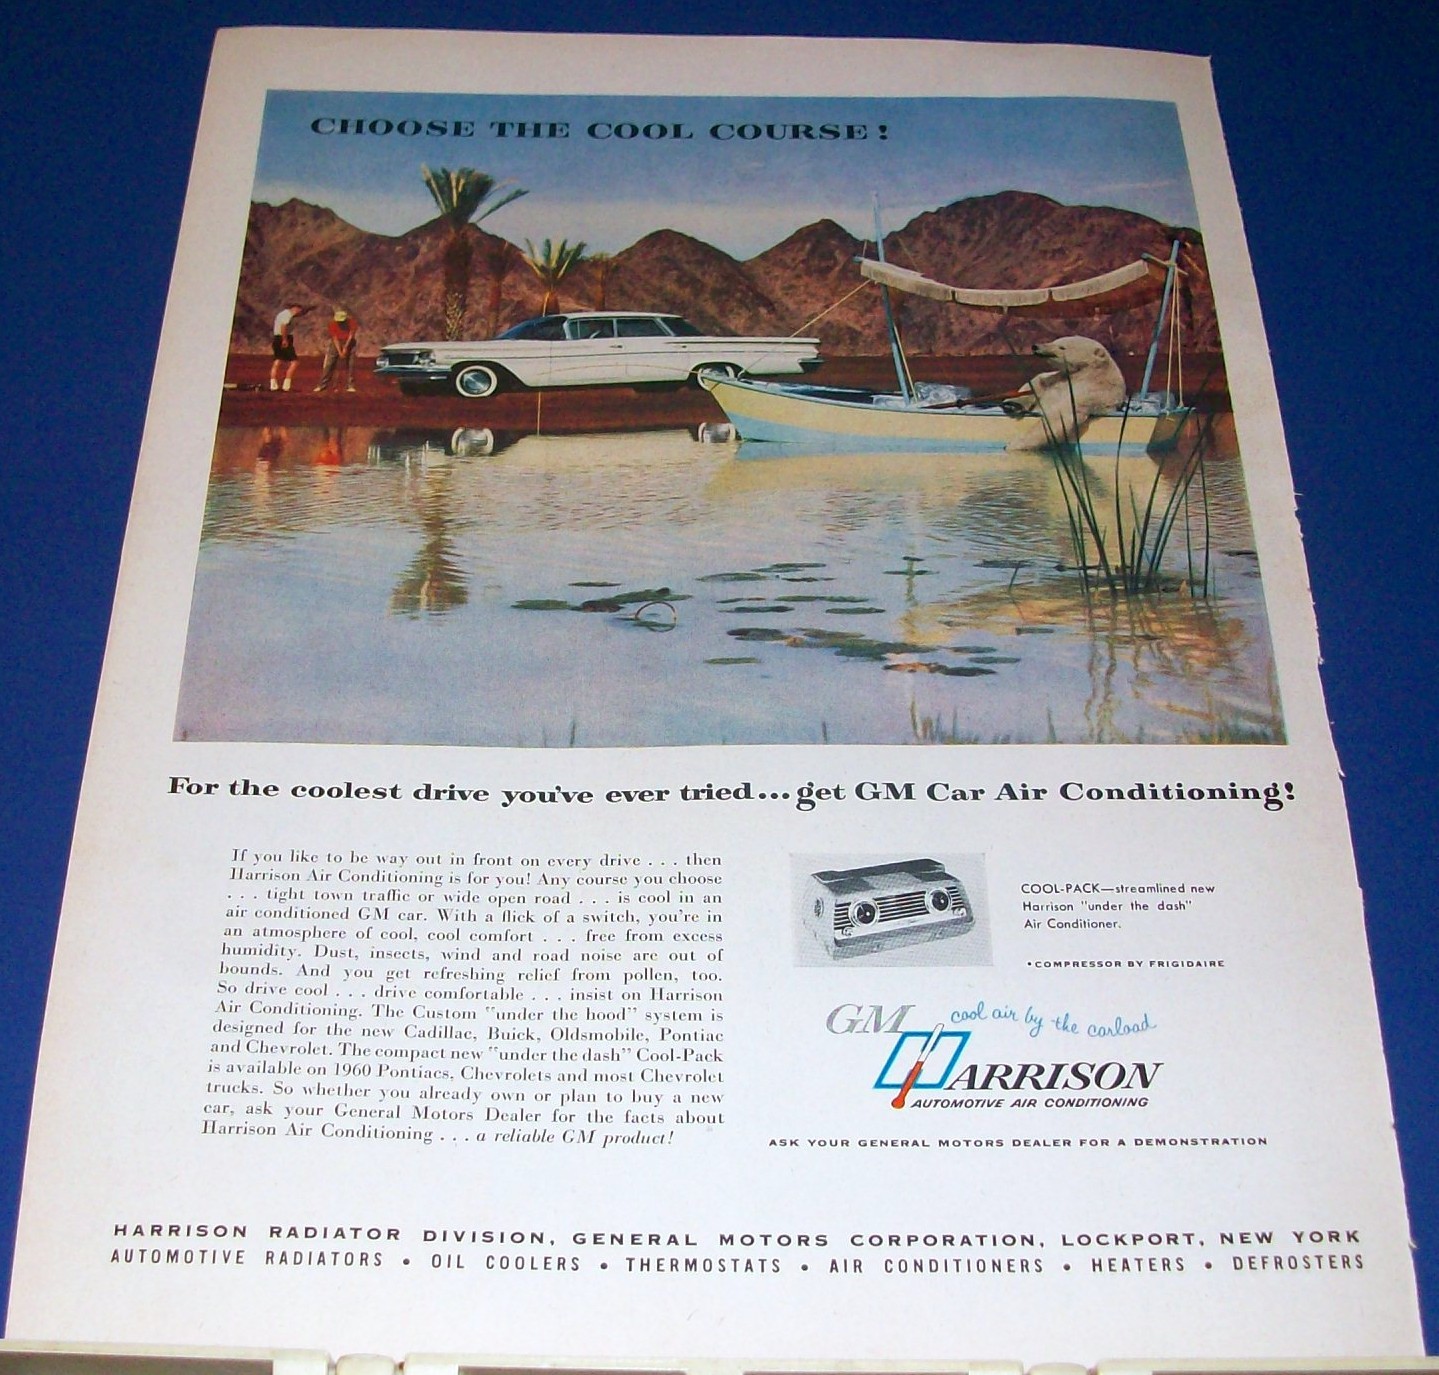 CHOOSE THE COOL COURSE!
For the coolest drive you've ever tried...get GM Car Air Conditioning!
If you like to be way out in front on every drive . . . then
Harrison Air Conditioning is for you! Any course you choose
. . . tight town traffic or wide open road . . . is cool in an
air conditioned GM car. With a flick of a switch, you're in
an atmosphere of cool, cool comfort . . . free from excess
humidity. Dust, insects, wind and road noise are out of
bounds. And you get refreshing relief from pollen, too.
So drive cool . . . drive comfortable . . . insist on Harrison
Air Conditioning. The Custom "under the hood" system is
designed for the new Cadillac, Buick, Oldsmobile, Pontiac
and Chevrolet. The compact new "under the dash" Cool-Pack
is available on 1960 Pontiacs, Chevrolets and most Chevrolet
trucks. So whether you already own or plan to buy a new
car, ask your General Motors Dealer for the facts about
Harrison Air Conditioning . . . a reliable GM product!
COOL-PACK—streamlined new
Harrison "under the dash"
Air Conditioner.
•COMPRESSOR BY FRIGIDAIRE
GM cool air by the carload
HARRISON
AUTOMOTIVE AIR CONDITIONING
ASK YOUR GENERAL MOTORS DEALER FOR A DEMONSTRATION
HARRISON RADIATOR DIVISION, GENERAL MOTORS CORPORATION, LOCKPORT, NEW YORK
AUTOMOTIVE RADIATORS • OIL COOLERS • THERMOSTATS • AIR CONDITIONERS • HEATERS • DEFROSTERS